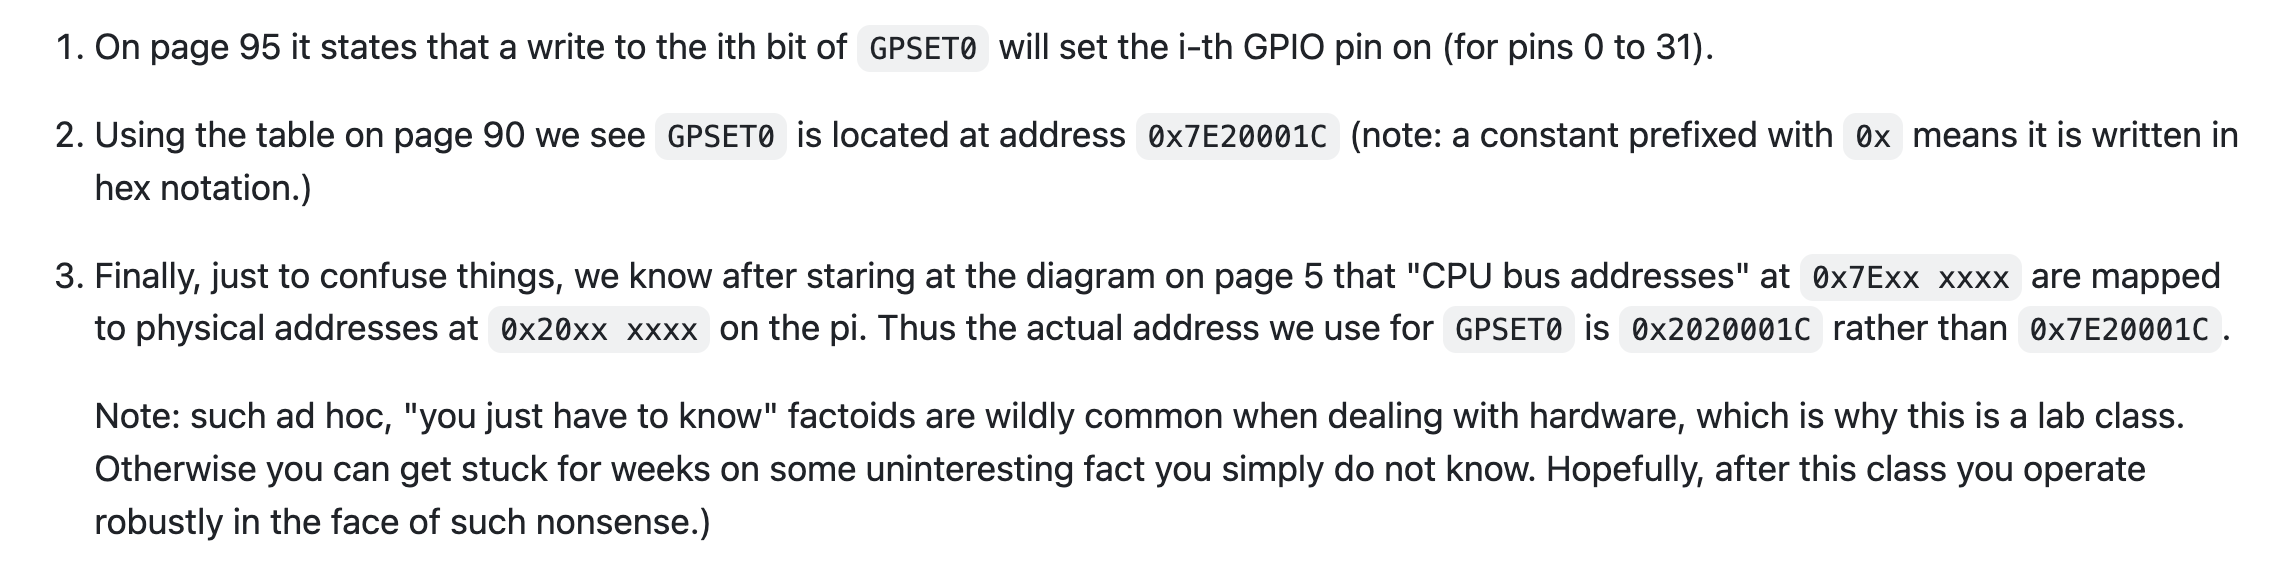 1. On page 95 it states that a write to the ith bit of GPSET0 will set the i-th GPIO pin on (for pins 0 to 31).
2. Using the table on page 90 we see GPSET0 is located at address 0x7E20001C (note: a constant prefixed with 0x means it is written in
hex notation.)
3. Finally, just to confuse things, we know after staring at the diagram on page 5 that "CPU bus addresses" at 0x7Exx xxxx are mapped
to physical addresses at 0x20xx xxxx on the pi. Thus the actual address we use for GPSET0 is 0x2020001C rather than 0x7E20001C.
Note: such ad hoc, "you just have to know" factoids are wildly common when dealing with hardware, which is why this is a lab class.
Otherwise you can get stuck for weeks on some uninteresting fact you simply do not know. Hopefully, after this class you operate
robustly in the face of such nonsense.)